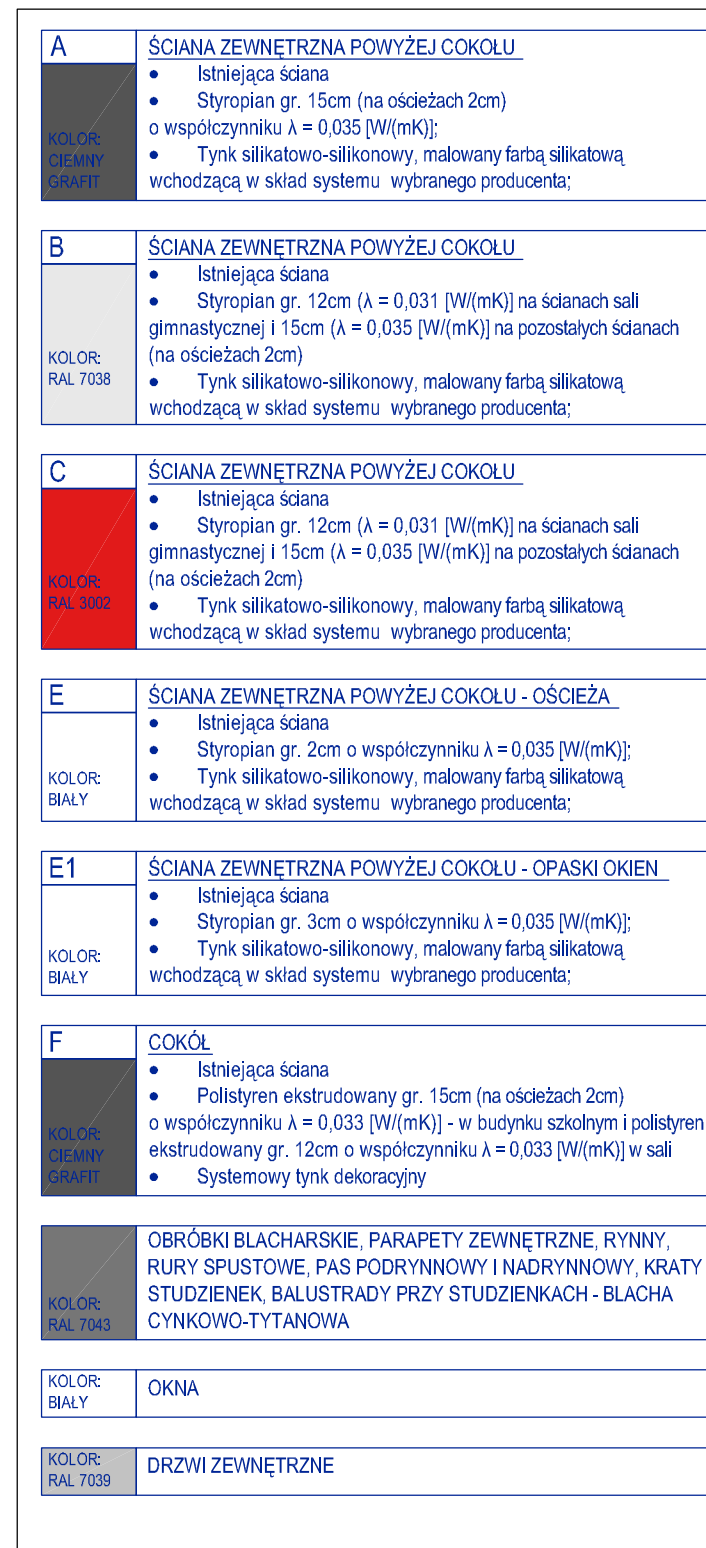 A
KOLOR:
CIEMNY
GRAFIT
ŚCIANA ZEWNĘTRZNA POWYŻEJ COKOŁU
• Istniejąca ściana
• Styropian gr. 15cm (na ościeżach 2cm)
o współczynniku λ = 0,035 [W/(mK)];
• Tynk silikatowo-silikonowy, malowany farbą silikatową
wchodzącą w skład systemu wybranego producenta;
B
KOLOR:
RAL 7038
ŚCIANA ZEWNĘTRZNA POWYŻEJ COKOŁU
• Istniejąca ściana
• Styropian gr. 12cm (λ = 0,031 [W/(mK)] na ścianach sali
gimnastycznej i 15cm (λ = 0,035 [W/(mK)] na pozostałych ścianach
(na ościeżach 2cm)
• Tynk silikatowo-silikonowy, malowany farbą silikatową
wchodzącą w skład systemu wybranego producenta;
C
KOLOR:
RAL 3002
ŚCIANA ZEWNĘTRZNA POWYŻEJ COKOŁU
• Istniejąca ściana
• Styropian gr. 12cm (λ = 0,031 [W/(mK)] na ścianach sali
gimnastycznej i 15cm (λ = 0,035 [W/(mK)] na pozostałych ścianach
(na ościeżach 2cm)
• Tynk silikatowo-silikonowy, malowany farbą silikatową
wchodzącą w skład systemu wybranego producenta;
E
KOLOR:
BIAŁY
ŚCIANA ZEWNĘTRZNA POWYŻEJ COKOŁU - OŚCIEŻA
• Istniejąca ściana
• Styropian gr. 2cm o współczynniku λ = 0,035 [W/(mK)];
• Tynk silikatowo-silikonowy, malowany farbą silikatową
wchodzącą w skład systemu wybranego producenta;
E1
KOLOR:
BIAŁY
ŚCIANA ZEWNĘTRZNA POWYŻEJ COKOŁU - OPASKI OKIEN
• Istniejąca ściana
• Styropian gr. 3cm o współczynniku λ = 0,035 [W/(mK)];
• Tynk silikatowo-silikonowy, malowany farbą silikatową
wchodzącą w skład systemu wybranego producenta;
F
KOLOR:
CIEMNY
GRAFIT
COKÓŁ
• Istniejąca ściana
• Polistyren ekstrudowany gr. 15cm (na ościeżach 2cm)
o współczynniku λ = 0,033 [W/(mK)] - w budynku szkolnym i polistyren
ekstrudowany gr. 12cm o współczynniku λ = 0,033 [W/(mK)] w sali
• Systemowy tynk dekoracyjny
KOLOR:
RAL 7043
OBRÓBKI BLACHARSKIE, PARAPETY ZEWNĘTRZNE, RYNNY,
RURY SPUSTOWE, PAS PODRYNNOWY I NADRYNNOWY, KRATY
STUDZIENEK, BALUSTRADY PRZY STUDZIENKACH - BLACHA
CYNKOWO-TYTANOWA
KOLOR:
BIAŁY
OKNA
KOLOR:
RAL 7039
DRZWI ZEWNĘTRZNE